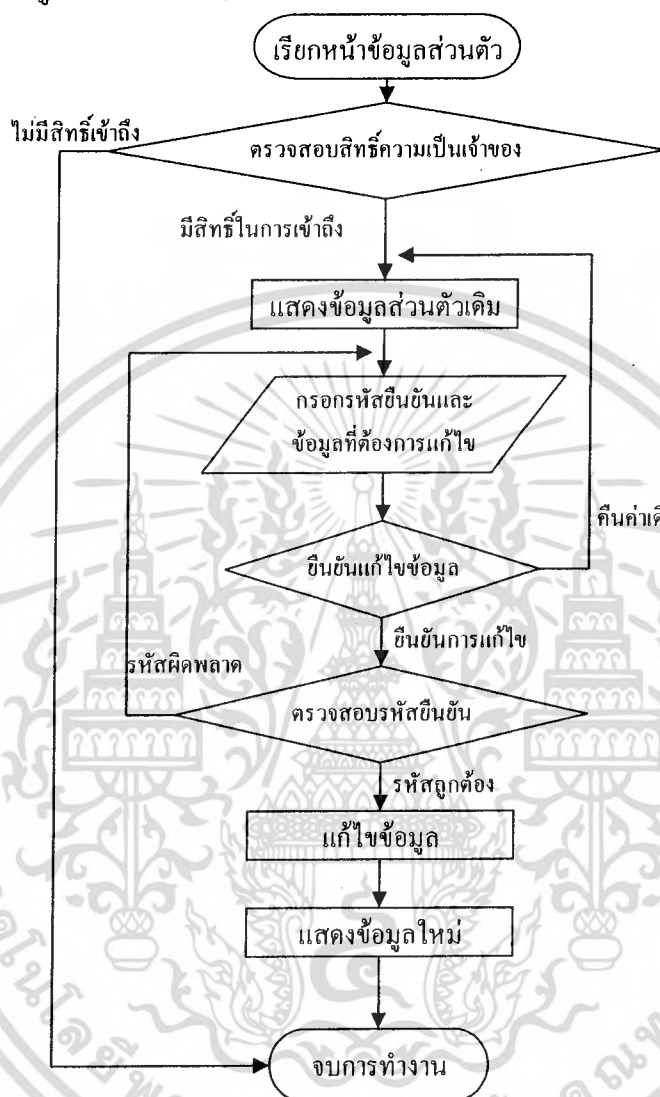 เรียกหน้าข้อมูลส่วนตัว
ไม่มีสิทธิ์เข้าถึง
ตรวจสอบสิทธิ์ความเป็นเจ้าของ
มีสิทธิ์ในการเข้าถึง
แสดงข้อมูลส่วนตัวเดิม
กรอกรหัสยืนยันและ
ข้อมูลที่ต้องการแก้ไข
คืนค่าเดิ
ยืนยันแก้ไขข้อมูล
ยืนยันการแก้ไข
รหัสผิดพลาด
ตรวจสอบรหัสยืนยัน
รหัสถูกต้อง
แก้ไขข้อมูล
แสดงข้อมูลใหม่
จบการทำงาน